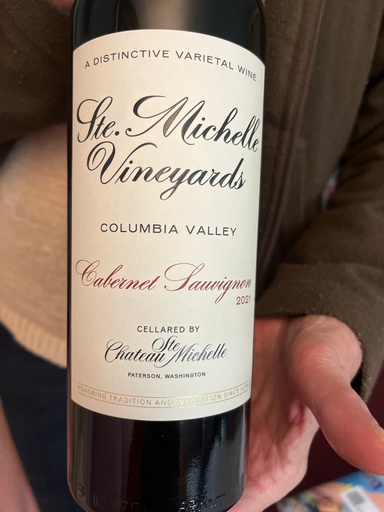 A DISTINCTIVE VARIETAL WINE
Ste. Michelle
Vineyards
COLUMBIA VALLEY
Cabernet Sauvignon
2021
CELLARED BY
Chateau Ste Michelle
PATERSON, WASHINGTON
HONORING TRADITION AND INNOVATION SINCE